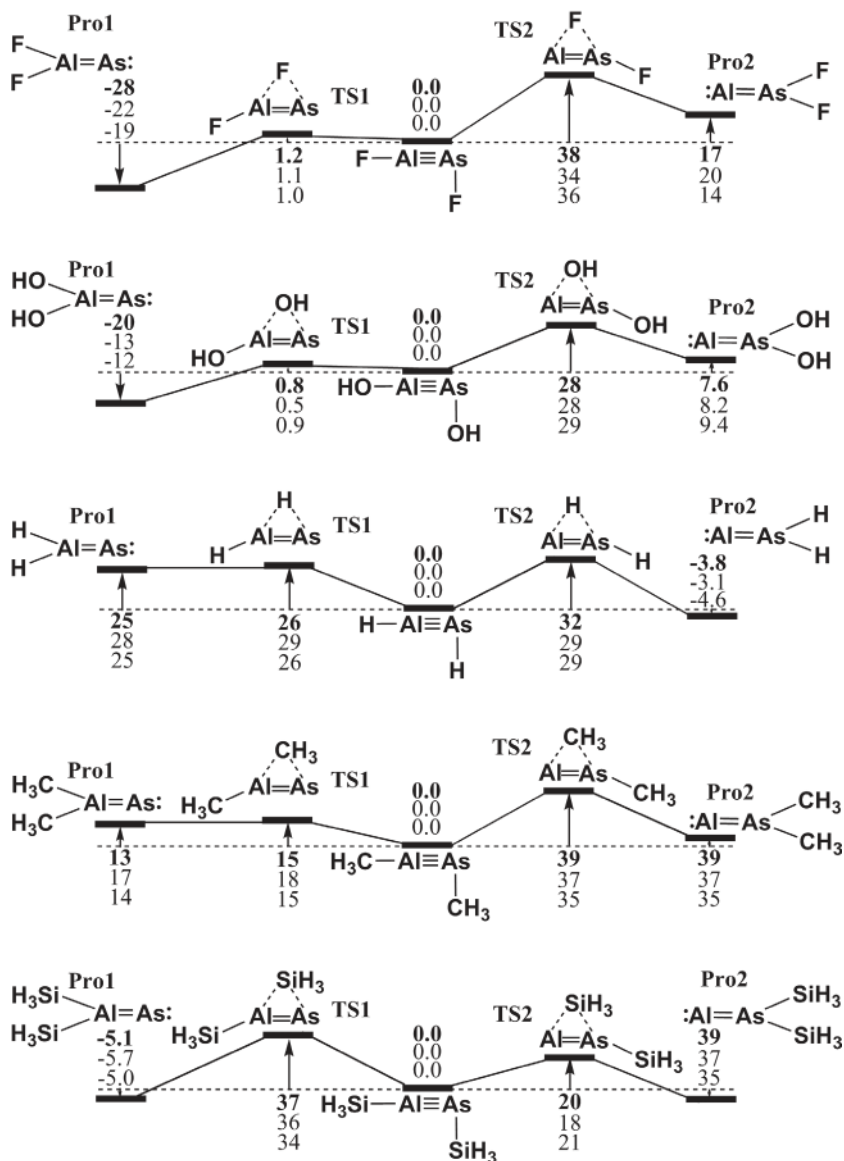 Pro1
F
F
Al=As:
-28
-22
-19
F
F
Al=As
TS1
1.2
1.1
1.0
0.0
0.0
0.0
F Al≡As
F
TS2
F
Al=As
F
38
34
36
Pro2
:Al=As
F
F
17
20
14
Pro1
HO
HO
Al=As:
-20
-13
-12
OH
Al=As
HO
TS1
0.8
0.5
0.9
0.0
0.0
0.0
HO Al≡As
OH
TS2
OH
Al=As
OH
28
28
29
Pro2
:Al=As
OH
OH
7.6
8.2
9.4
Pro1
H
H
Al=As:
25
28
25
H
Al=As
H
TS1
26
29
26
0.0
0.0
0.0
H Al≡As
H
TS2
H
Al=As
H
32
29
29
Pro2
:Al=As
H
H
-3.8
-3.1
-4.6
Pro1
H3C
H3C
Al=As:
13
17
14
CH3
Al=As
H3C
TS1
15
18
15
0.0
0.0
0.0
H3C Al≡As
CH3
TS2
CH3
Al=As
CH3
39
37
35
Pro2
:Al=As
CH3
CH3
39
37
35
Pro1
H3Si
H3Si
Al=As:
-5.1
-5.7
-5.0
SiH3
Al=As
H3Si
TS1
37
36
34
0.0
0.0
0.0
H3Si Al≡As
SiH3
TS2
SiH3
Al=As
SiH3
20
18
21
Pro2
:Al=As
SiH3
SiH3
39
37
35